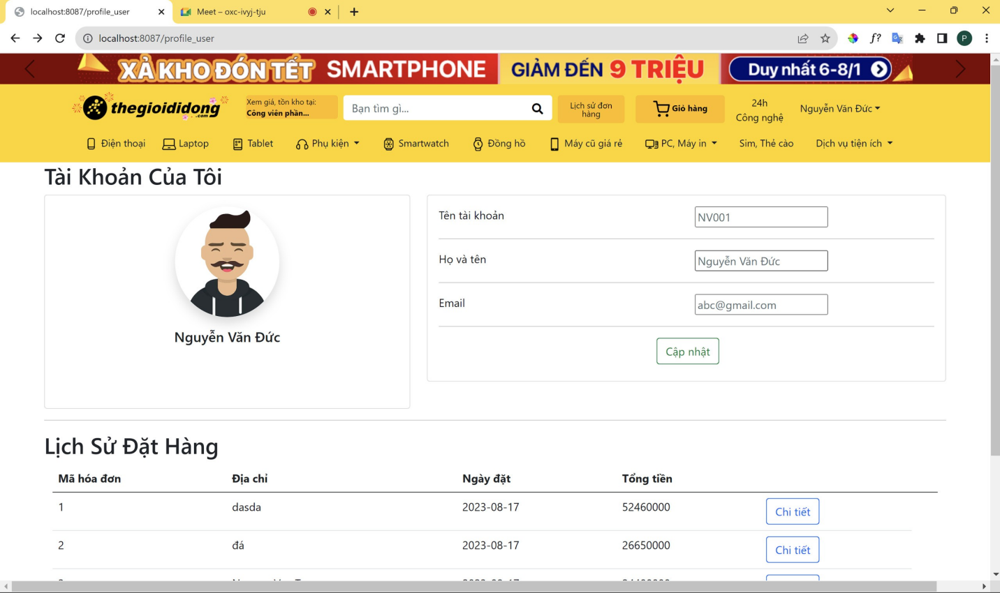 localhost:8087/profile_user
Meet – oxc-ivyj-tju
localhost:8087/profile_user
f?
P
XẢ KHO ĐÓN TẾT SMARTPHONE GIẢM ĐẾN 9 TRIỆU Duy nhất 6-8/1
thegioididong
.com
Xem giá, tồn kho tại:
Công viên phần...
Bạn tìm gì...
Lịch sử đơn
hàng
Giỏ hàng
24h
Công nghệ
Nguyễn Văn Đức
Điện thoại
Laptop
Tablet
Phụ kiện
Smartwatch
Đồng hồ
Máy cũ giá rẻ
PC, Máy in
Sim, Thẻ cào
Dịch vụ tiện ích
Tài Khoản Của Tôi
Nguyễn Văn Đức
Tên tài khoản NV001
Họ và tên Nguyễn Văn Đức
Email abc@gmail.com
Cập nhật
Lịch Sử Đặt Hàng
Mã hóa đơn Địa chỉ Ngày đặt Tổng tiền
1 dasda 2023-08-17 52460000 Chi tiết
2 đá 2023-08-17 26650000 Chi tiết